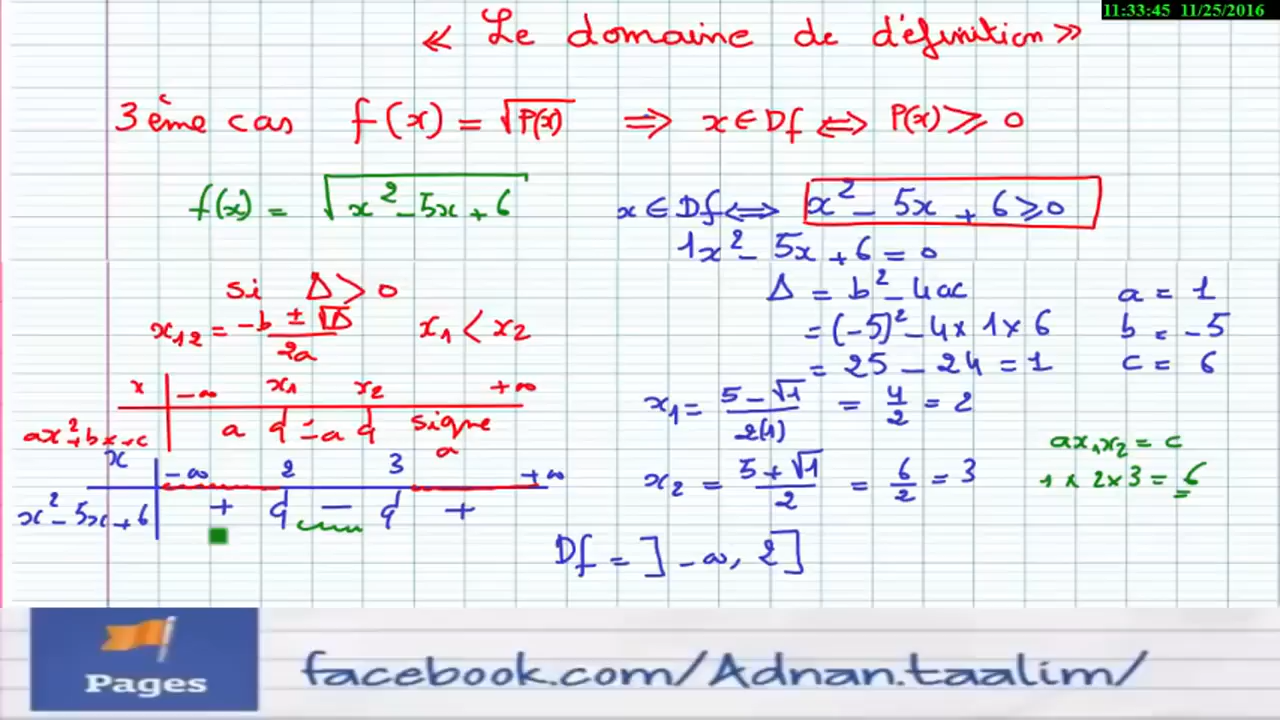 11:33:45 11/25/2016
« Le domaine de définition »
3ème cas f(x) = √P(x) ⟹ x ∈ Df ⟺ P(x) ⩾ 0
f(x) = √x² - 5x + 6
x ∈ Df ⟺ x² - 5x + 6 ⩾ 0
1x² - 5x + 6 = 0
si Δ > 0
x₁₂ = -b ± √Δ / 2a x₁ < x₂
x -∞ x₁ x₂ +∞
ax² + bx + c a 0 -a 0 signe a
x -∞ 2 3 +∞
x² - 5x + 6 + 0 - 0 +
Δ = b² - 4ac
= (-5)² - 4 × 1 × 6
= 25 - 24 = 1
a = 1
b = -5
c = 6
x₁ = 5 - √1 / 2(1) = 4/2 = 2
x₂ = 5 + √1 / 2 = 6/2 = 3
ax₁x₂ = c
1 × 2 × 3 = 6
Df = ]-∞, 2]
Pages
facebook.com/Adnan.taalim/